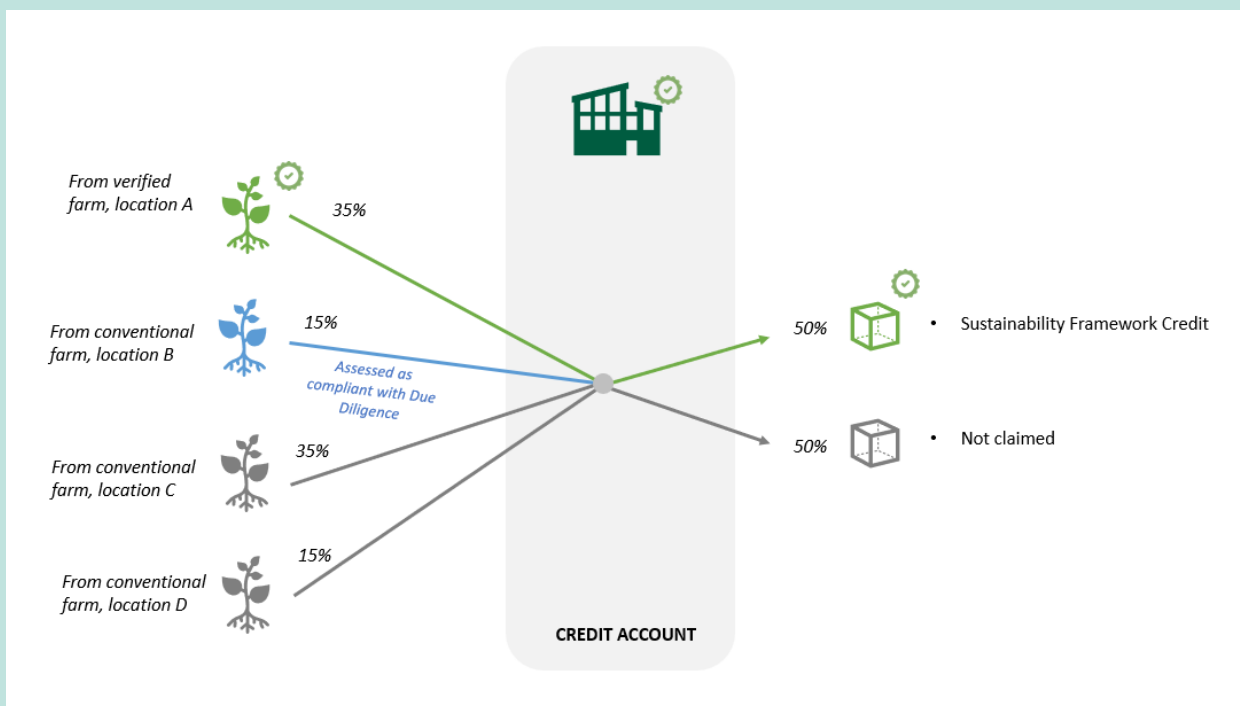 From verified
farm, location A
35%
From conventional
farm, location B
15%
Assessed as
compliant with Due
Diligence
From conventional
farm, location C
35%
From conventional
farm, location D
15%
CREDIT ACCOUNT
50%
• Sustainability Framework Credit
50%
• Not claimed